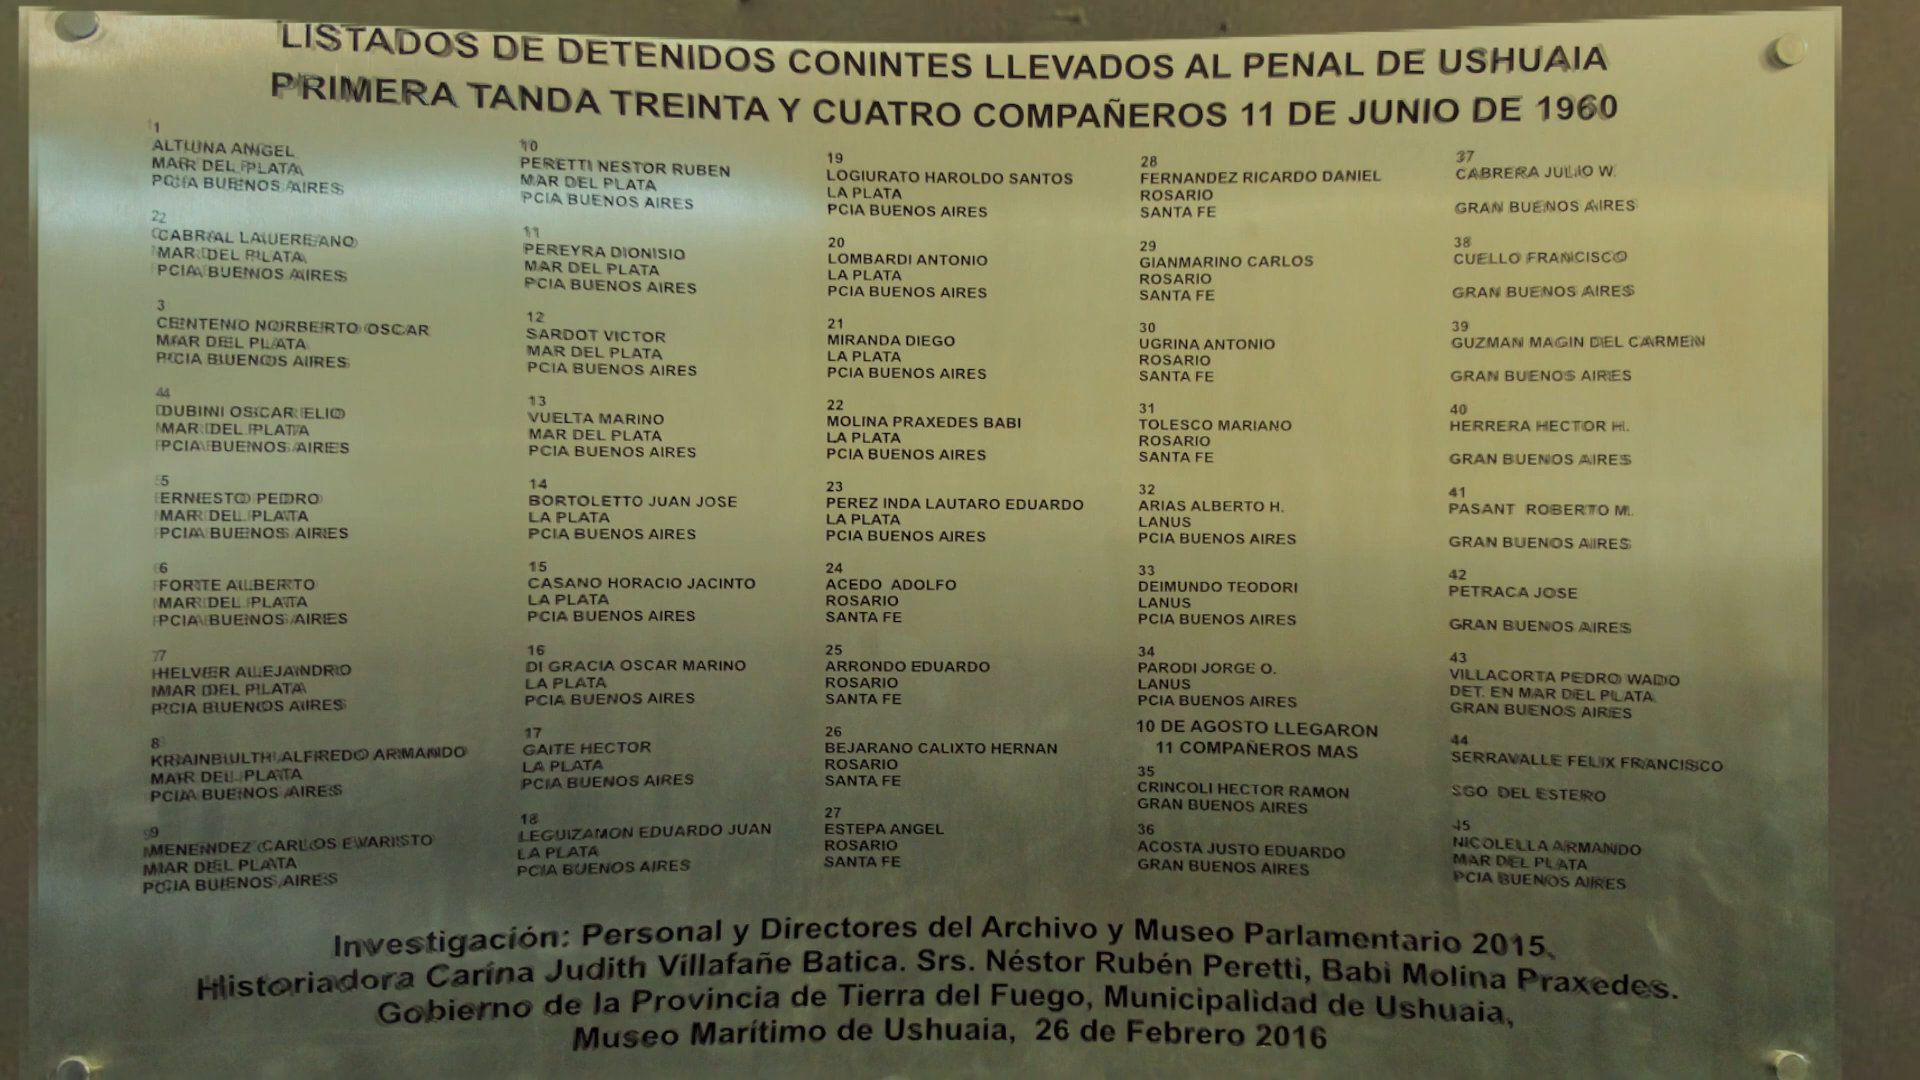 LISTADOS DE DETENIDOS CONINTES LLEVADOS AL PENAL DE USHUAIA
PRIMERA TANDA TREINTA Y CUATRO COMPAÑEROS 11 DE JUNIO DE 1960
1
ALTUNA ANGEL
MAR DEL PLATA
PCIA BUENOS AIRES
2
CABRAL LAUEREANO
MAR DEL PLATA
PCIA BUENOS AIRES
3
CENTENO NORBERTO OSCAR
MAR DEL PLATA
PCIA BUENOS AIRES
4
DUBINI OSCAR ELIO
MAR DEL PLATA
PCIA BUENOS AIRES
5
ERNESTO PEDRO
MAR DEL PLATA
PCIA BUENOS AIRES
6
FORTE ALBERTO
MAR DEL PLATA
PCIA BUENOS AIRES
7
HELVER ALEJANDRO
MAR DEL PLATA
PCIA BUENOS AIRES
8
KRAINBULTH ALFREDO ARMANDO
MAR DEL PLATA
PCIA BUENOS AIRES
9
MENENDEZ CARLOS EVARISTO
MAR DEL PLATA
PCIA BUENOS AIRES
10
PERETTI NESTOR RUBEN
MAR DEL PLATA
PCIA BUENOS AIRES
11
PEREYRA DIONISIO
MAR DEL PLATA
PCIA BUENOS AIRES
12
SARDOT VICTOR
MAR DEL PLATA
PCIA BUENOS AIRES
13
VUELTA MARINO
MAR DEL PLATA
PCIA BUENOS AIRES
14
BORTOLETTO JUAN JOSE
LA PLATA
PCIA BUENOS AIRES
15
CASANO HORACIO JACINTO
LA PLATA
PCIA BUENOS AIRES
16
DI GRACIA OSCAR MARINO
LA PLATA
PCIA BUENOS AIRES
17
GAITE HECTOR
LA PLATA
PCIA BUENOS AIRES
18
LEGUIZAMON EDUARDO JUAN
LA PLATA
PCIA BUENOS AIRES
19
LOGIURATO HAROLDO SANTOS
LA PLATA
PCIA BUENOS AIRES
20
LOMBARDI ANTONIO
LA PLATA
PCIA BUENOS AIRES
21
MIRANDA DIEGO
LA PLATA
PCIA BUENOS AIRES
22
MOLINA PRAXEDES BABI
LA PLATA
PCIA BUENOS AIRES
23
PEREZ INDA LAUTARO EDUARDO
LA PLATA
PCIA BUENOS AIRES
24
ACEDO ADOLFO
ROSARIO
SANTA FE
25
ARRONDO EDUARDO
ROSARIO
SANTA FE
26
BEJARANO CALIXTO HERNAN
ROSARIO
SANTA FE
27
ESTEPA ANGEL
ROSARIO
SANTA FE
28
FERNANDEZ RICARDO DANIEL
ROSARIO
SANTA FE
29
GIANMARINO CARLOS
ROSARIO
SANTA FE
30
UGRINA ANTONIO
ROSARIO
SANTA FE
31
TOLESCO MARIANO
ROSARIO
SANTA FE
32
ARIAS ALBERTO H.
LANUS
PCIA BUENOS AIRES
33
DEIMUNDO TEODORI
LANUS
PCIA BUENOS AIRES
34
PARODI JORGE O.
LANUS
PCIA BUENOS AIRES
10 DE AGOSTO LLEGARON
11 COMPAÑEROS MAS
35
CRINCOLI HECTOR RAMON
GRAN BUENOS AIRES
36
ACOSTA JUSTO EDUARDO
GRAN BUENOS AIRES
37
CABRERA JULIO W.
GRAN BUENOS AIRES
38
CUELLO FRANCISCO
GRAN BUENOS AIRES
39
GUZMAN MAGIN DEL CARMEN
GRAN BUENOS AIRES
40
HERRERA HECTOR H.
GRAN BUENOS AIRES
41
PASANT ROBERTO M.
GRAN BUENOS AIRES
42
PETRACA JOSE
GRAN BUENOS AIRES
43
VILLACORTA PEDRO WADO
DET. EN MAR DEL PLATA
GRAN BUENOS AIRES
44
SERRAVALLE FELIX FRANCISCO
SGO DEL ESTERO
45
NICOLELLA ARMANDO
MAR DEL PLATA
PCIA BUENOS AIRES
Investigación: Personal y Directores del Archivo y Museo Parlamentario 2015.
Historiadora Carina Judith Villafañe Batica. Srs. Néstor Rubén Peretti, Babi Molina Praxedes.
Gobierno de la Provincia de Tierra del Fuego, Municipalidad de Ushuaia,
Museo Marítimo de Ushuaia, 26 de Febrero 2016